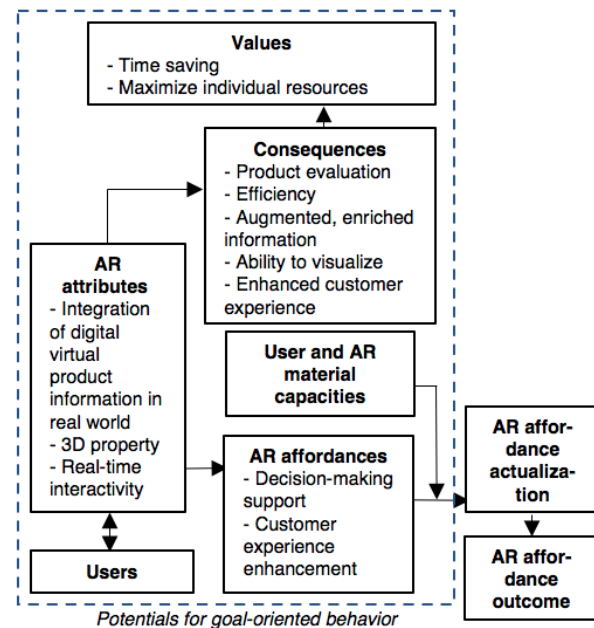 Values
- Time saving
- Maximize individual resources
Consequences
- Product evaluation
- Efficiency
- Augmented, enriched
information
- Ability to visualize
- Enhanced customer
experience
AR
attributes
- Integration
of digital
virtual
product
information in
real world
- 3D property
- Real-time
interactivity
User and AR
material
capacities
AR affordances
- Decision-making
support
- Customer
experience
enhancement
AR affor-
dance
actualiza-
tion
Users
AR affor-
dance
outcome
Potentials for goal-oriented behavior